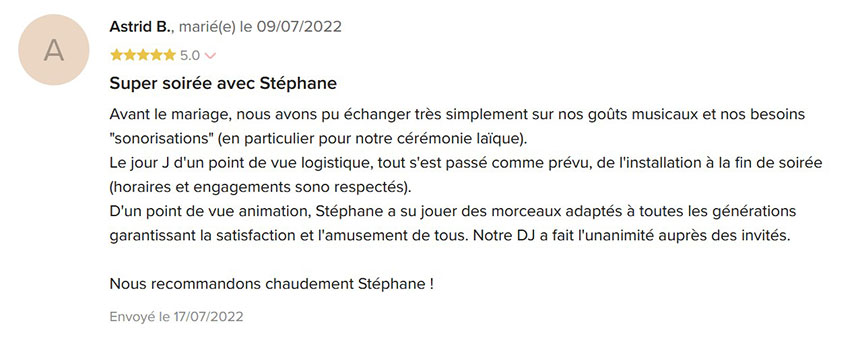 A
Astrid B., marié(e) le 09/07/2022
5.0
Super soirée avec Stéphane
Avant le mariage, nous avons pu échanger très simplement sur nos goûts musicaux et nos besoins
"sonorisations" (en particulier pour notre cérémonie laïque).
Le jour J d'un point de vue logistique, tout s'est passé comme prévu, de l'installation à la fin de soirée
(horaires et engagements sono respectés).
D'un point de vue animation, Stéphane a su jouer des morceaux adaptés à toutes les générations
garantissant la satisfaction et l'amusement de tous. Notre DJ a fait l'unanimité auprès des invités.
Nous recommandons chaudement Stéphane !
Envoyé le 17/07/2022